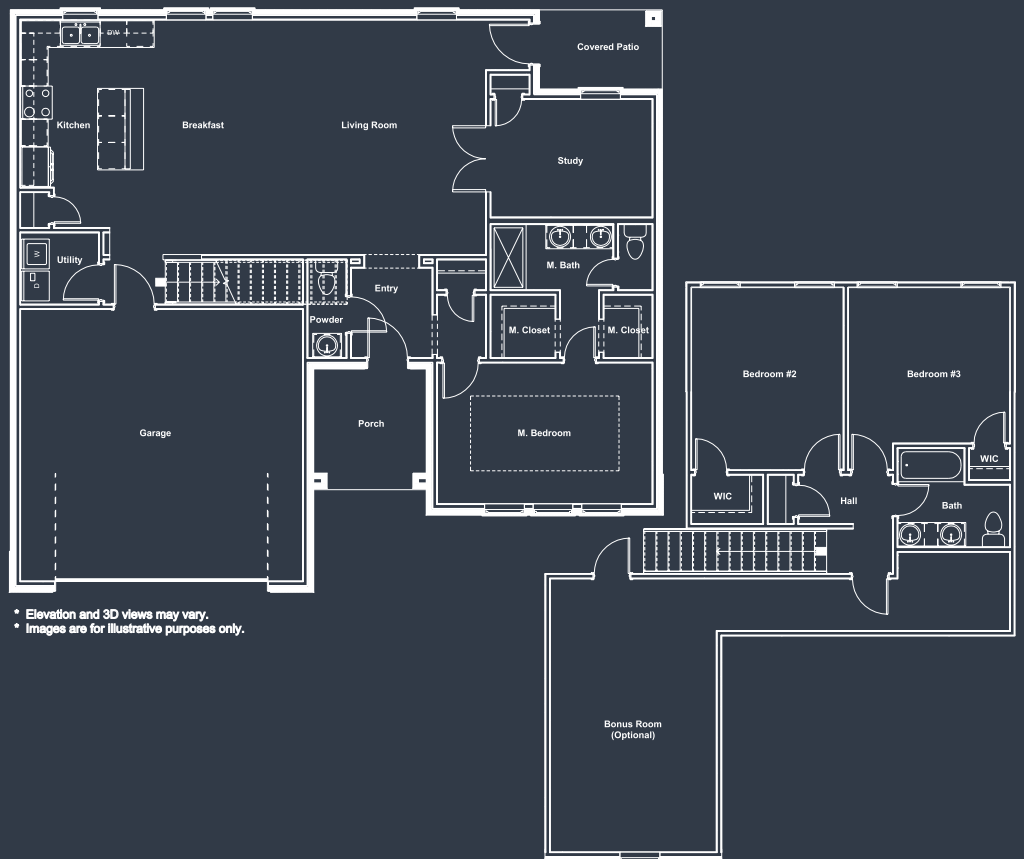 DW
Covered Patio
Kitchen
Breakfast
Living Room
Study
W
Utility
D
M. Bath
Entry
Powder
M. Closet
M. Closet
Garage
Porch
M. Bedroom
Bedroom #2
Bedroom #3
WIC
WIC
Hall
Bath
* Elevation and 3D views may vary.
* Images are for illustrative purposes only.
Bonus Room
(Optional)